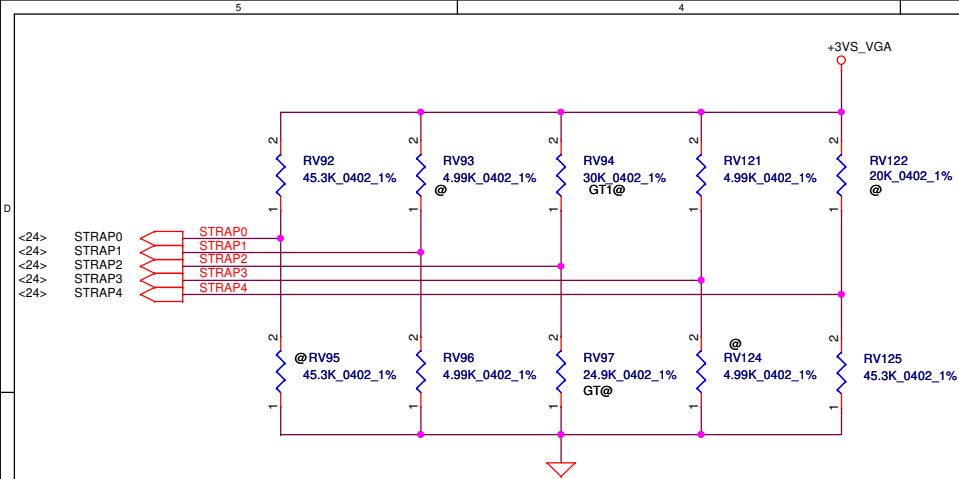 5 4
+3VS_VGA
2 2 2 2 2
RV92 RV93 RV94 RV121 RV122
45.3K_0402_1% 4.99K_0402_1% 30K_0402_1% 4.99K_0402_1% 20K_0402_1%
@ GTT@ @
1 1 1 1 1
D
<24> STRAP0 STRAP0
<24> STRAP1 STRAP1
<24> STRAP2 STRAP2
<24> STRAP3 STRAP3
<24> STRAP4 STRAP4
2 2 2 2 2
@
@ RV95 RV96 RV97 RV124 RV125
45.3K_0402_1% 4.99K_0402_1% 24.9K_0402_1% 4.99K_0402_1% 45.3K_0402_1%
GT@
1 1 1 1 1